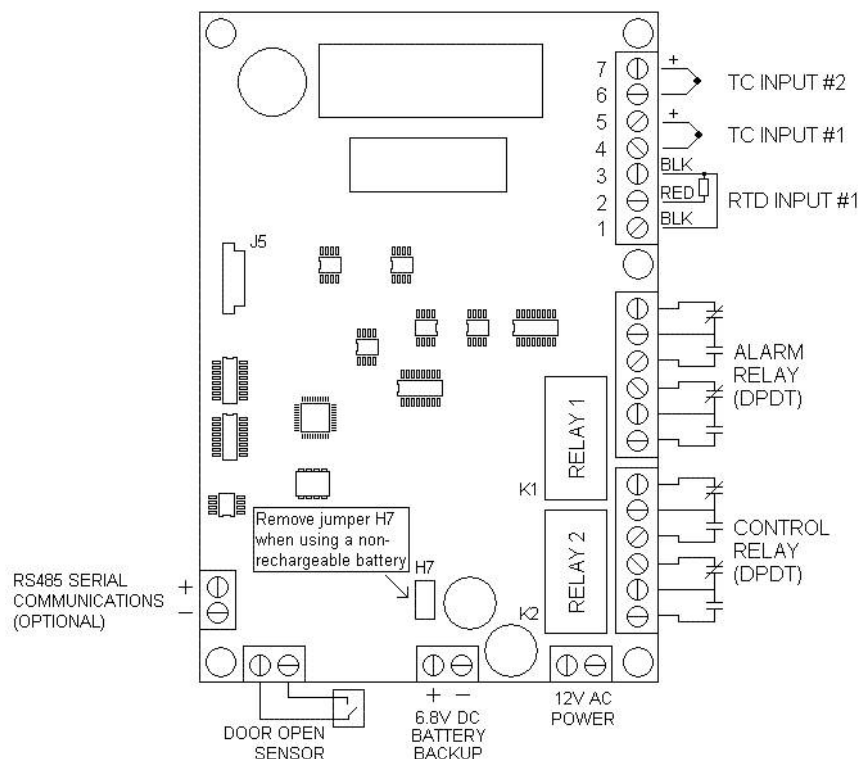 7
+
TC INPUT #2
6
5
+
TC INPUT #1
4
BLK
3
RED
RTD INPUT #1
2
BLK
1
J5
ALARM
RELAY
(DPDT)
RELAY 1
K1
CONTROL
RELAY
(DPDT)
RELAY 2
K2
Remove jumper H7
when using a non-
rechargeable battery
H7
RS485 SERIAL
COMMUNICATIONS
(OPTIONAL)
+
−
DOOR OPEN
SENSOR
+ −
6.8V DC
BATTERY
BACKUP
12V AC
POWER